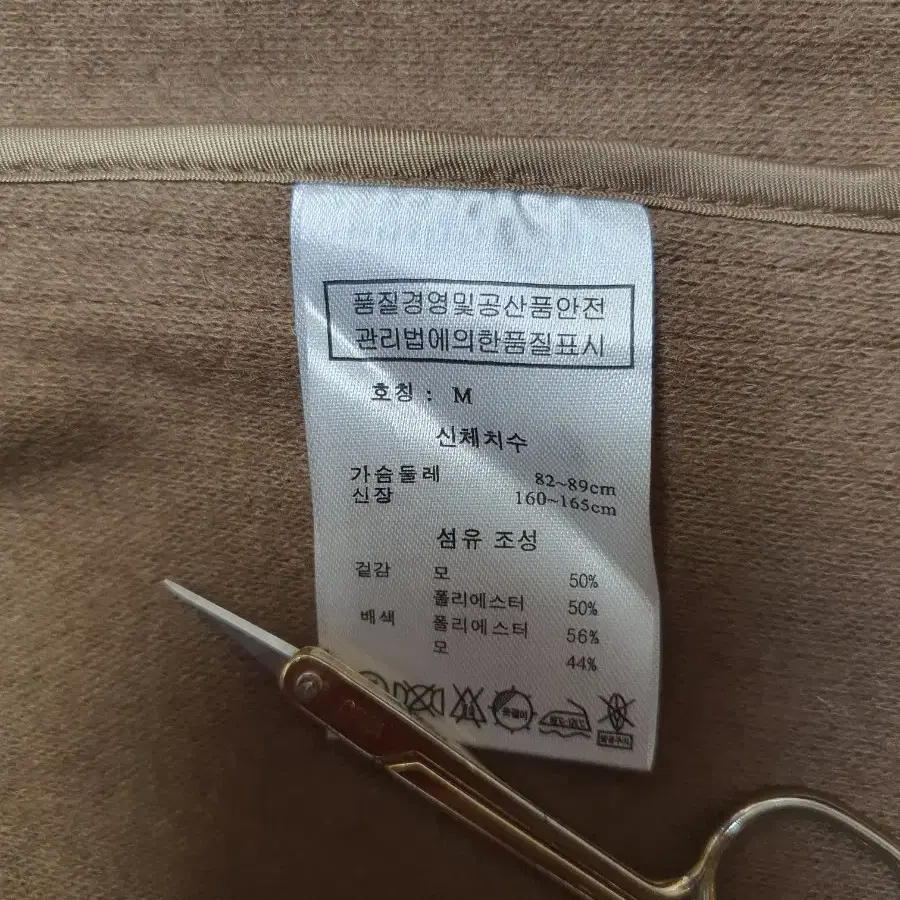 품질경영및공산품안전
관리법에의한품질표시
호칭 : M
신체치수
가슴둘레 82~89cm
신장 160~165cm
섬유 조성
겉감 모 50%
폴리에스터 50%
배색 폴리에스터 56%
모 44%
옷걸이